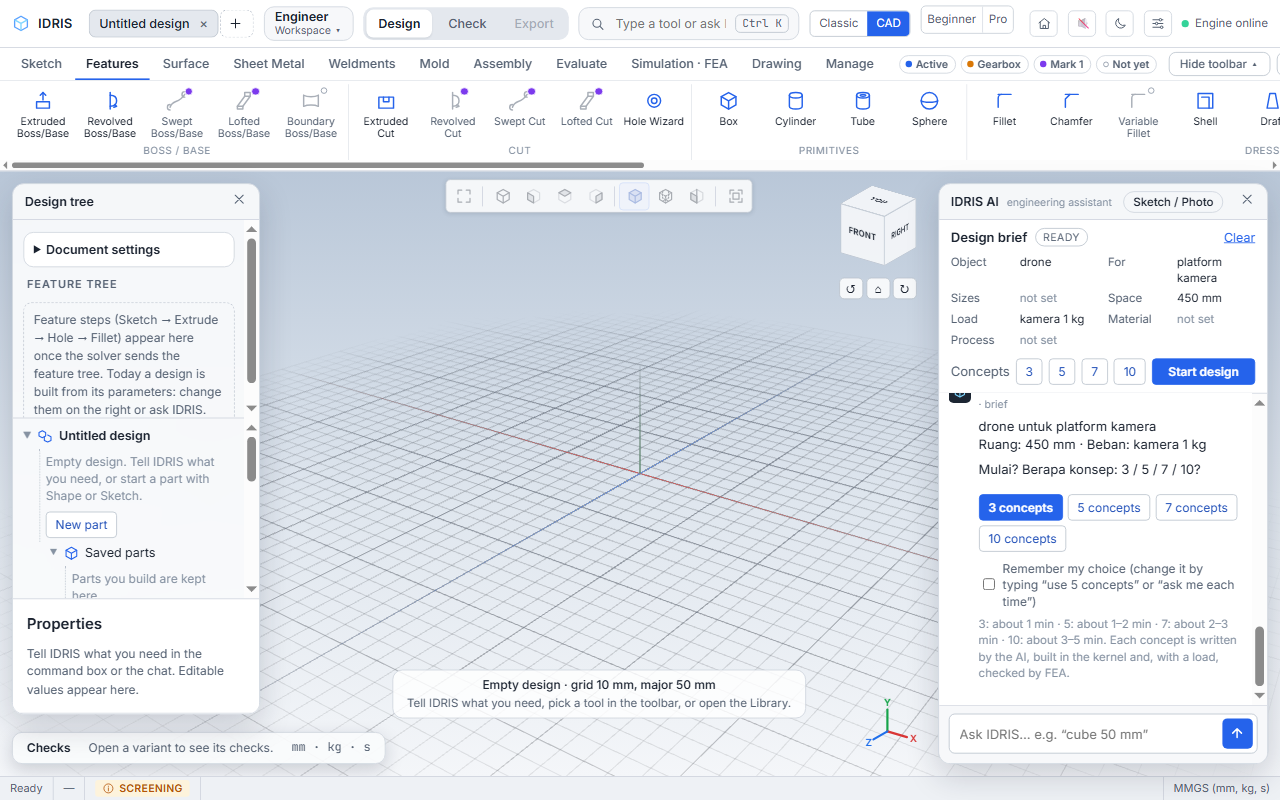 IDRIS
Untitled design ×
+
Engineer
Workspace ▾
Design
Check
Export
Type a tool or ask I
Ctrl K
Classic
CAD
Beginner
Pro
Engine online
Sketch
Features
Surface
Sheet Metal
Weldments
Mold
Assembly
Evaluate
Simulation · FEA
Drawing
Manage
Active
Gearbox
Mark 1
Not yet
Hide toolbar
Extruded Boss/Base
Revolved Boss/Base
Swept Boss/Base
Lofted Boss/Base
Boundary Boss/Base
BOSS / BASE
Extruded Cut
Revolved Cut
Swept Cut
Lofted Cut
Hole Wizard
CUT
Box
Cylinder
Tube
Sphere
PRIMITIVES
Fillet
Chamfer
Variable Fillet
Shell
Draf
DRESS
Design tree
Document settings
FEATURE TREE
Feature steps (Sketch → Extrude
→ Hole → Fillet) appear here
once the solver sends the
feature tree. Today a design is
built from its parameters: change
them on the right or ask IDRIS.
Untitled design
Empty design. Tell IDRIS what
you need, or start a part with
Shape or Sketch.
New part
Saved parts
Parts you build are kept
here
Properties
Tell IDRIS what you need in the
command box or the chat. Editable
values appear here.
Checks
Open a variant to see its checks.
mm · kg · s
TOP
FRONT
RIGHT
Empty design · grid 10 mm, major 50 mm
Tell IDRIS what you need, pick a tool in the toolbar, or open the Library.
Y
X
Z
IDRIS AI
engineering assistant
Sketch / Photo
Design brief
READY
Clear
Object
drone
For
platform
kamera
Sizes
not set
Space
450 mm
Load
kamera 1 kg
Material
not set
Process
not set
Concepts
3
5
7
10
Start design
· brief
drone untuk platform kamera
Ruang: 450 mm · Beban: kamera 1 kg
Mulai? Berapa konsep: 3 / 5 / 7 / 10?
3 concepts
5 concepts
7 concepts
10 concepts
Remember my choice (change it by
typing “use 5 concepts” or “ask me each
time”)
3: about 1 min · 5: about 1–2 min · 7: about 2–3
min · 10: about 3–5 min. Each concept is written
by the AI, built in the kernel and, with a load,
checked by FEA.
Ask IDRIS... e.g. “cube 50 mm”
Ready
—
SCREENING
MMGS (mm, kg, s)